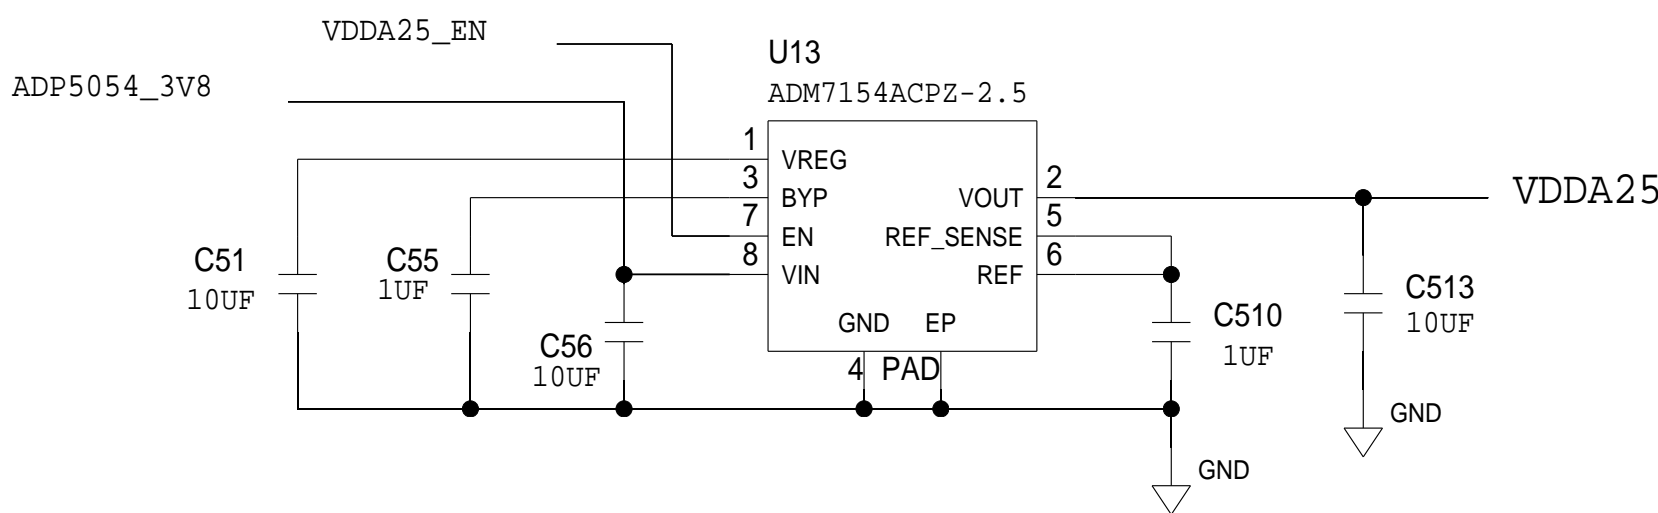 VDDA25_EN
U13
ADP5054_3V8
ADM7154ACPZ-2.5
1
VREG
3
BYP
VOUT
2
VDDA25
7
EN
REF_SENSE
5
8
VIN
REF
6
C51
10UF
C55
1UF
C56
10UF
GND
EP
4
PAD
C510
1UF
C513
10UF
GND
GND